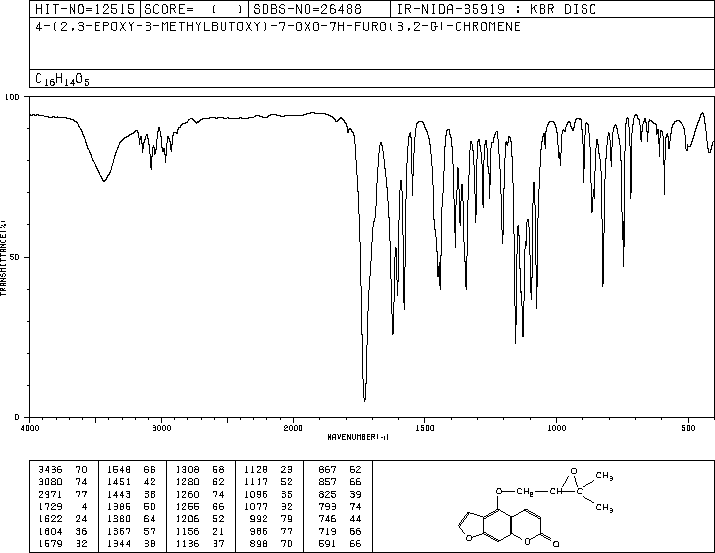 HIT-NO=12515 SCORE= ( ) SDBS-NO=26488 IR-NIDA-35919 : KBR DISC
4-(2,3-EPOXY-3-METHYLBUTOXY)-7-OXO-7H-FURO(3,2-G)-CHROMENE
C16H14O5
100
50
0
TRANSMITTANCE(%)
4000 3000 2000 1500 1000 500
WAVENUMBER(-1)
3436 70 1548 66 1308 58 1128 23 867 62
3080 74 1451 42 1280 62 1117 52 857 66
2971 77 1443 38 1260 74 1096 35 825 39
1729 4 1386 50 1255 66 1077 32 793 74
1622 24 1380 64 1206 52 992 79 746 44
1604 36 1367 57 1156 21 986 77 719 66
1579 32 1344 38 1136 37 898 70 591 66
O
CH3
O-CH2
CH3
O O O